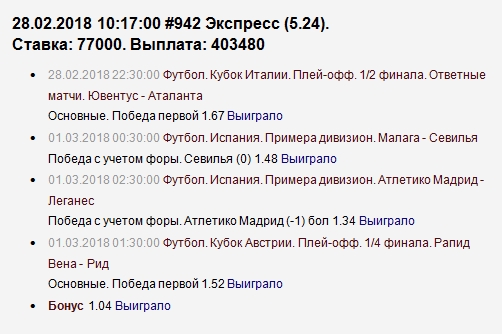 28.02.2018 10:17:00 #942 Экспресс (5.24).
Ставка: 77000. Выплата: 403480
28.02.2018 22:30:00 Футбол. Кубок Италии. Плей-офф. 1/2 финала. Ответные
матчи. Ювентус - Аталанта
Основные. Победа первой 1.67 Выиграло
01.03.2018 00:30:00 Футбол. Испания. Примера дивизион. Малага - Севилья
Победа с учетом форы. Севилья (0) 1.48 Выиграло
01.03.2018 02:30:00 Футбол. Испания. Примера дивизион. Атлетико Мадрид -
Леганес
Победа с учетом форы. Атлетико Мадрид (-1) бол 1.34 Выиграло
01.03.2018 01:30:00 Футбол. Кубок Австрии. Плей-офф. 1/4 финала. Рапид
Вена - Рид
Основные. Победа первой 1.52 Выиграло
Бонус 1.04 Выиграло